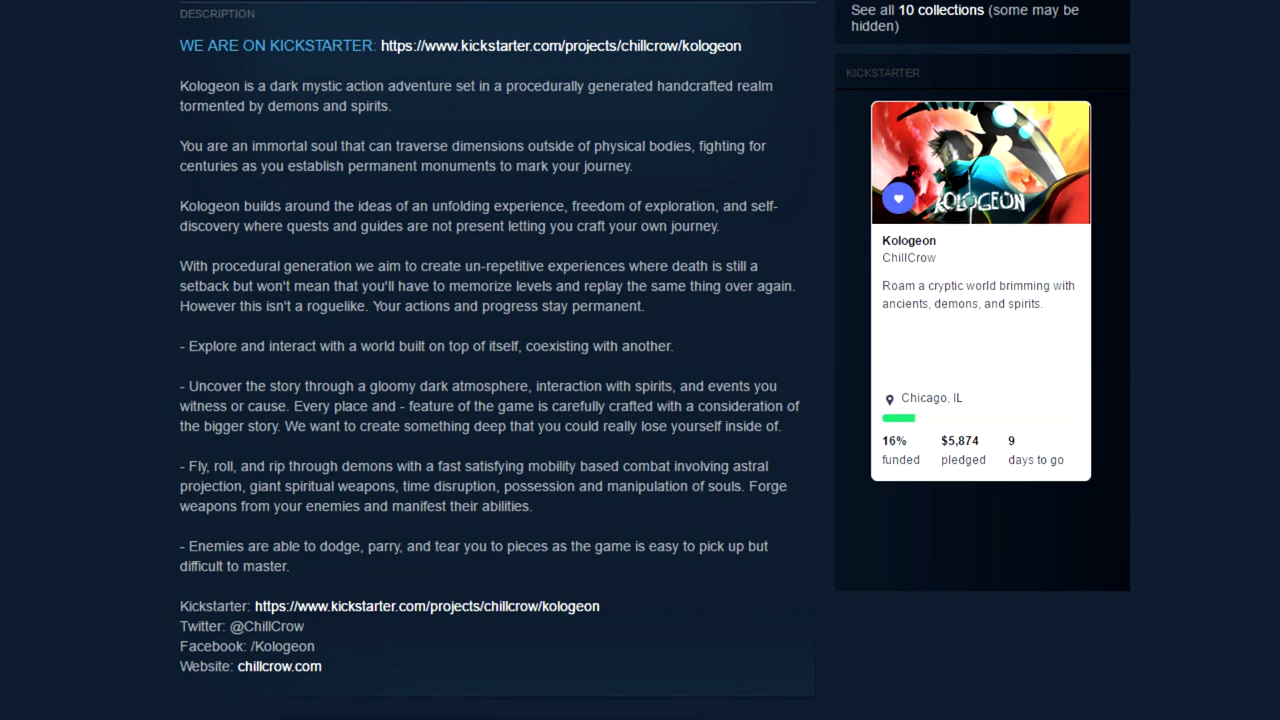 DESCRIPTION
WE ARE ON KICKSTARTER: https://www.kickstarter.com/projects/chillcrow/kologeon
Kologeon is a dark mystic action adventure set in a procedurally generated handcrafted realm
tormented by demons and spirits.
You are an immortal soul that can traverse dimensions outside of physical bodies, fighting for
centuries as you establish permanent monuments to mark your journey.
Kologeon builds around the ideas of an unfolding experience, freedom of exploration, and self-
discovery where quests and guides are not present letting you craft your own journey.
With procedural generation we aim to create un-repetitive experiences where death is still a
setback but won't mean that you'll have to memorize levels and replay the same thing over again.
However this isn't a roguelike. Your actions and progress stay permanent.
- Explore and interact with a world built on top of itself, coexisting with another.
- Uncover the story through a gloomy dark atmosphere, interaction with spirits, and events you
witness or cause. Every place and - feature of the game is carefully crafted with a consideration of
the bigger story. We want to create something deep that you could really lose yourself inside of.
- Fly, roll, and rip through demons with a fast satisfying mobility based combat involving astral
projection, giant spiritual weapons, time disruption, possession and manipulation of souls. Forge
weapons from your enemies and manifest their abilities.
- Enemies are able to dodge, parry, and tear you to pieces as the game is easy to pick up but
difficult to master.
Kickstarter: https://www.kickstarter.com/projects/chillcrow/kologeon
Twitter: @ChillCrow
Facebook: /Kologeon
Website: chillcrow.com
See all 10 collections (some may be
hidden)
KICKSTARTER
KOLOGEON
Kologeon
ChillCrow
Roam a cryptic world brimming with
ancients, demons, and spirits.
Chicago, IL
16% $5,874 9
funded pledged days to go